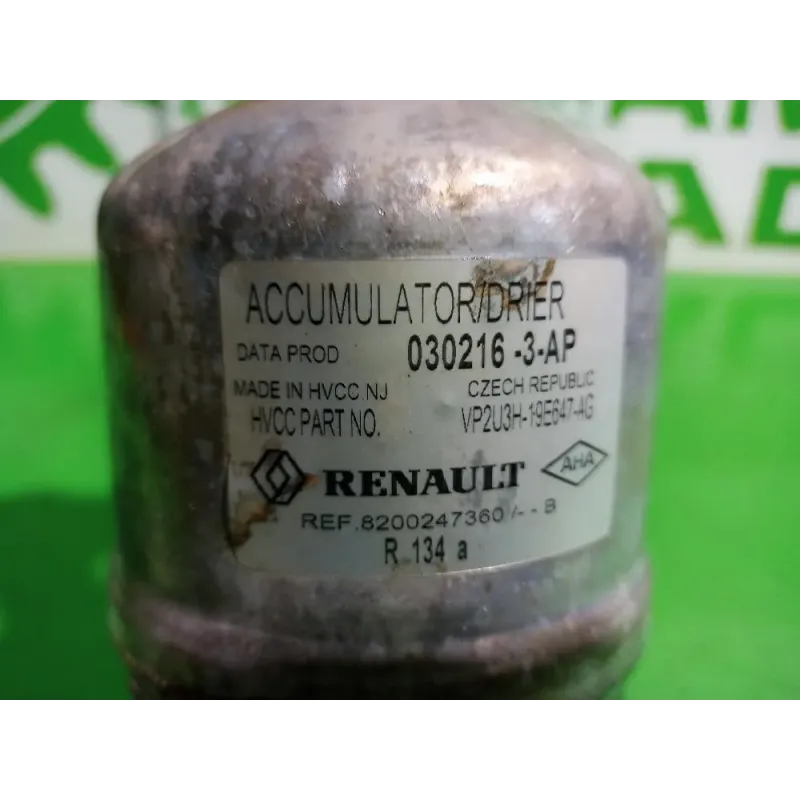 ACCUMULATOR/DRIER
DATA PROD 030216 -3-AP
MADE IN HVCC NJ CZECH REPUBLIC
HVCC PART NO. VP2U3H-19E647-AG
RENAULT AHA
REF.8200247360 /- - B
R 134 a